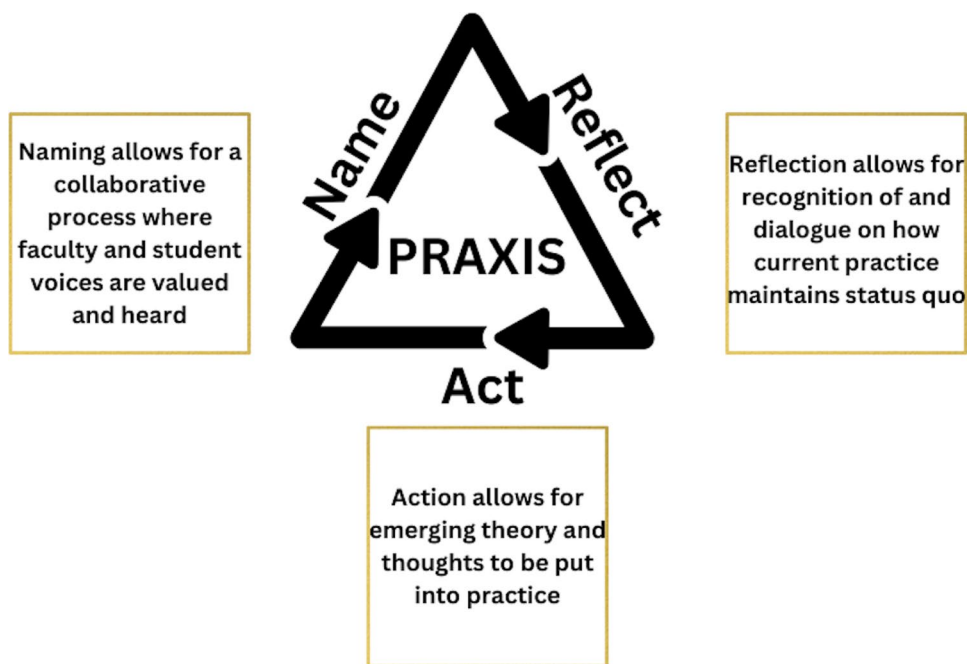 Name
Reflect
PRAXIS
Act
Naming allows for a
collaborative
process where
faculty and student
voices are valued
and heard
Reflection allows for
recognition of and
dialogue on how
current practice
maintains status quo
Action allows for
emerging theory and
thoughts to be put
into practice